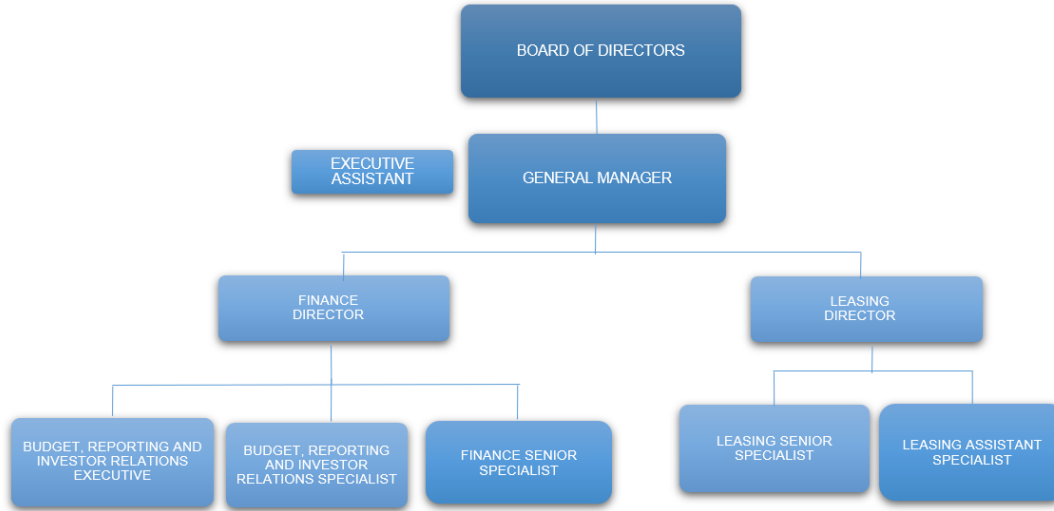 BOARD OF DIRECTORS
EXECUTIVE
ASSISTANT
GENERAL MANAGER
FINANCE
DIRECTOR
LEASING
DIRECTOR
BUDGET, REPORTING AND
INVESTOR RELATIONS
EXECUTIVE
BUDGET, REPORTING
AND INVESTOR
RELATIONS SPECIALIST
FINANCE SENIOR
SPECIALIST
LEASING SENIOR
SPECIALIST
LEASING ASSISTANT
SPECIALIST